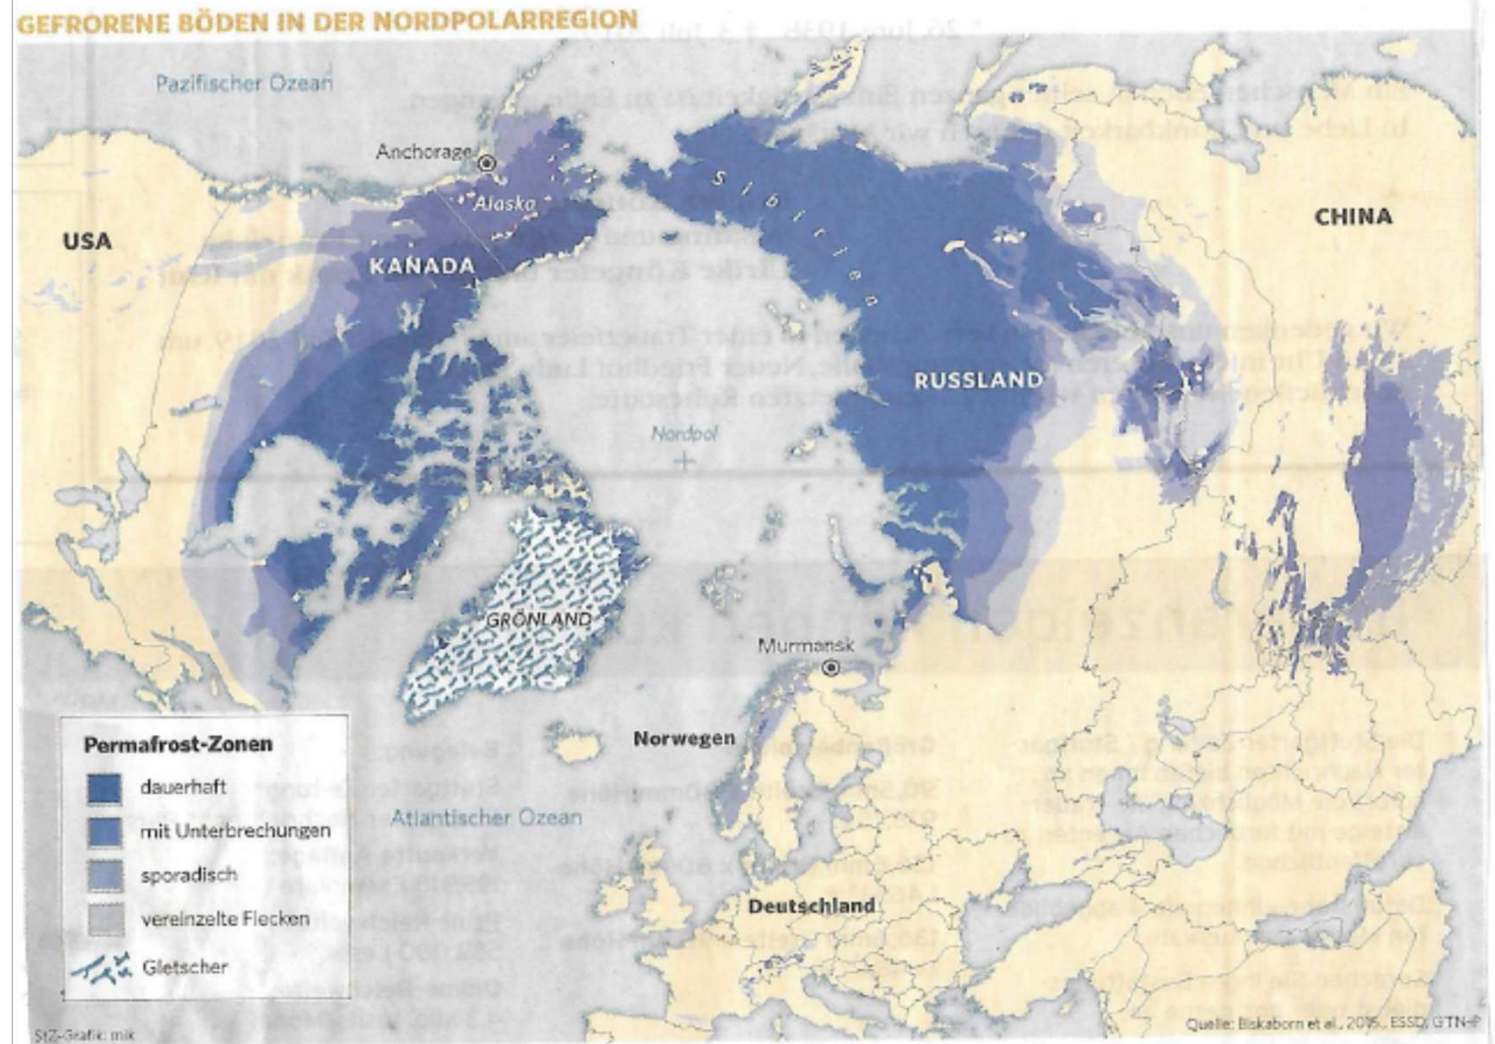 GEFRORENE BÖDEN IN DER NORDPOLARREGION
Pazifischer Ozean
Anchorage
Alaska
Sibirien
USA
KANADA
CHINA
RUSSLAND
Nordpol
GRÖNLAND
Murmansk
Norwegen
Atlantischer Ozean
Deutschland
Permafrost-Zonen
dauerhaft
mit Unterbrechungen
sporadisch
vereinzelte Flecken
Gletscher
StZ-Grafik: mik
Quelle: Biskaborn et al., 2015, ESSD; GTN-P